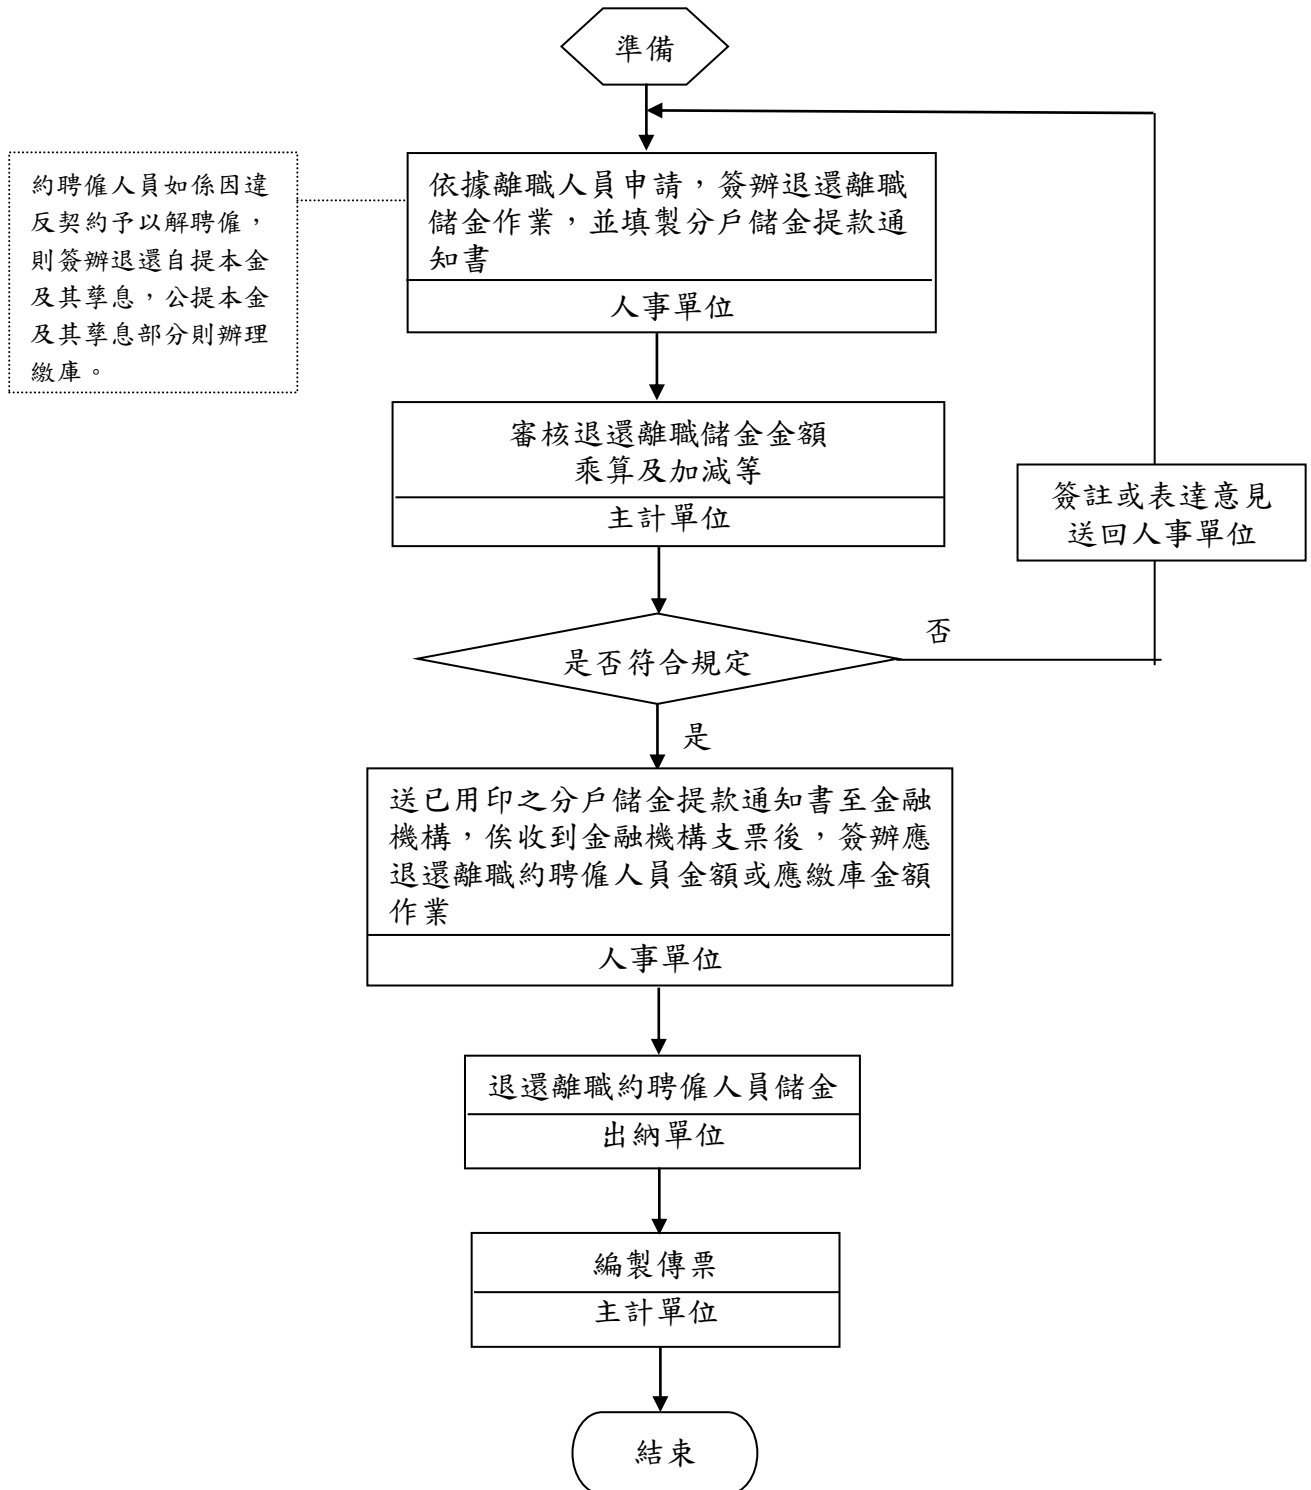 準備
約聘僱人員如係因違
反契約予以解聘僱，
則簽辦退還自提本金
及其孳息，公提本金
及其孳息部分則辦理
繳庫。
依據離職人員申請，簽辦退還離職
儲金作業，並填製分戶儲金提款通
知書
人事單位
審核退還離職儲金金額
乘算及加減等
主計單位
簽註或表達意見
送回人事單位
是否符合規定
否
是
送已用印之分戶儲金提款通知書至金融
機構，俟收到金融機構支票後，簽辦應
退還離職約聘僱人員金額或應繳庫金額
作業
人事單位
退還離職約聘僱人員儲金
出納單位
編製傳票
主計單位
結束